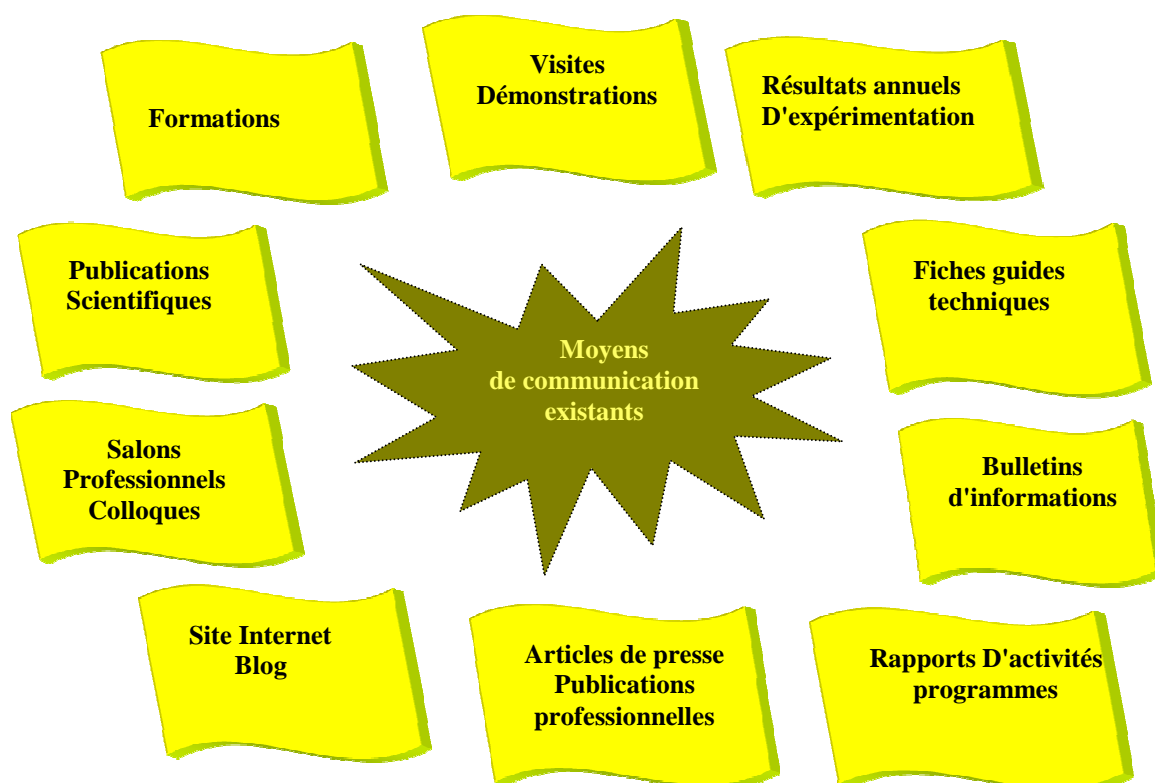 Formations
Visites
Démonstrations
Résultats annuels
D'expérimentation
Publications
Scientifiques
Moyens
de communication
existants
Fiches guides
techniques
Salons
Professionnels
Colloques
Bulletins
d'informations
Site Internet
Blog
Articles de presse
Publications
professionnelles
Rapports D'activités
programmes